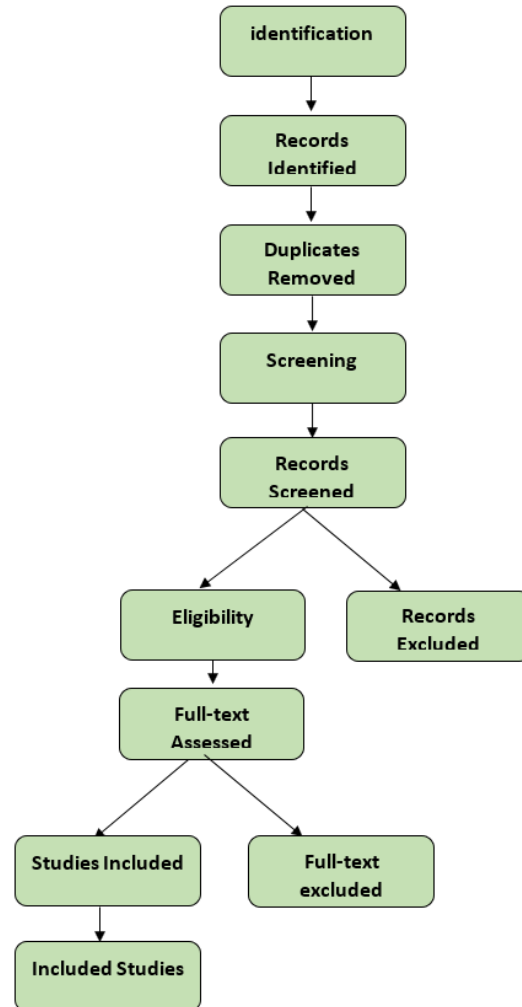 identification
Records
Identified
Duplicates
Removed
Screening
Records
Screened
Eligibility
Records
Excluded
Full-text
Assessed
Studies Included
Full-text
excluded
Included Studies